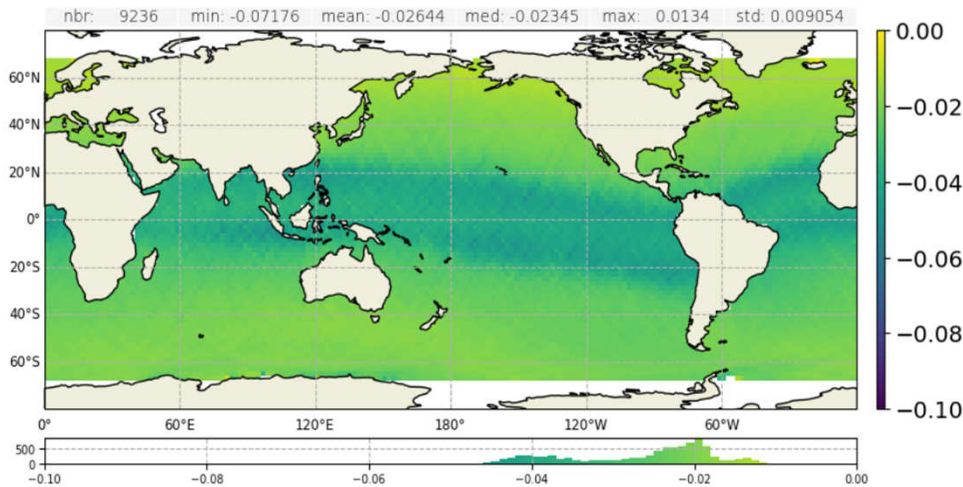 nbr: 9236 min: -0.07176 mean: -0.02644 med: -0.02345 max: 0.0134 std: 0.009054
0.00
60°N
−0.02
40°N
20°N
−0.04
0°
−0.06
20°S
40°S
−0.08
60°S
−0.10
0° 60°E 120°E 180° 120°W 60°W
500
0
−0.10 −0.08 −0.06 −0.04 −0.02 0.00